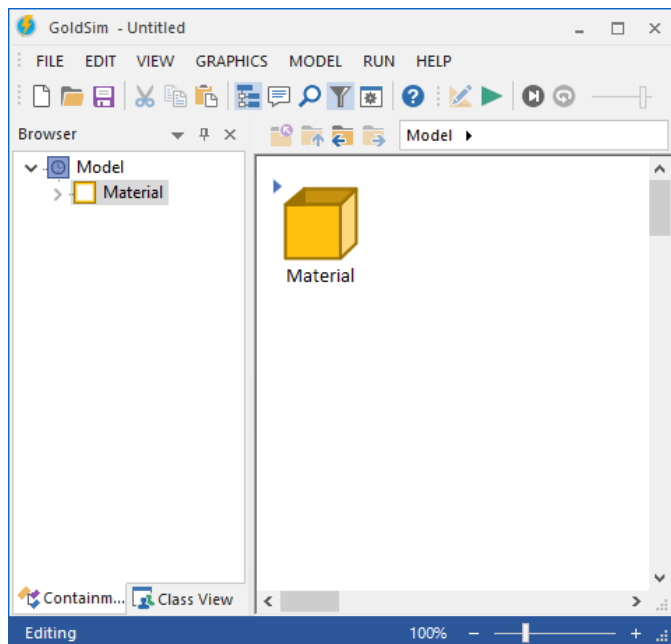 GoldSim - Untitled
FILE EDIT VIEW GRAPHICS MODEL RUN HELP
Browser
Model
Model
Material
Material
Containm... Class View
Editing 100%